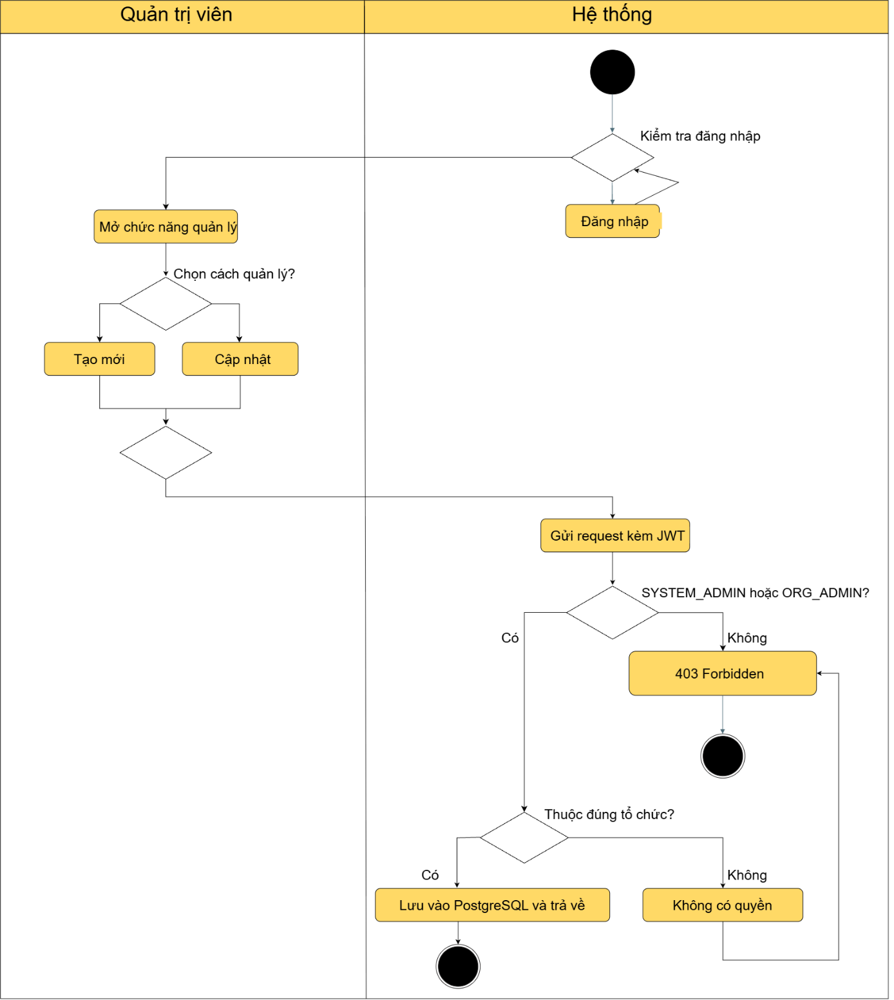 Quản trị viên
Hệ thống
Kiểm tra đăng nhập
Đăng nhập
Mở chức năng quản lý
Chọn cách quản lý?
Tạo mới
Cập nhật
Gửi request kèm JWT
SYSTEM_ADMIN hoặc ORG_ADMIN?
Có
Không
403 Forbidden
Thuộc đúng tổ chức?
Có
Không
Lưu vào PostgreSQL và trả về
Không có quyền